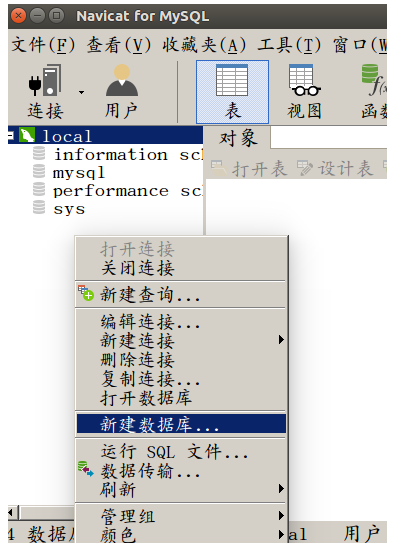 Navicat for MySQL
文件(F) 查看(V) 收藏夹(A) 工具(T) 窗口(W
连接 用户 表 视图 函数
local
对象
information sch
打开表 设计表
mysql
performance sch
sys
打开连接
关闭连接
新建查询...
编辑连接...
新建连接
删除连接
复制连接...
打开数据库
新建数据库...
运行 SQL 文件...
数据传输...
刷新
管理组
颜色
4 数据库 al 用户